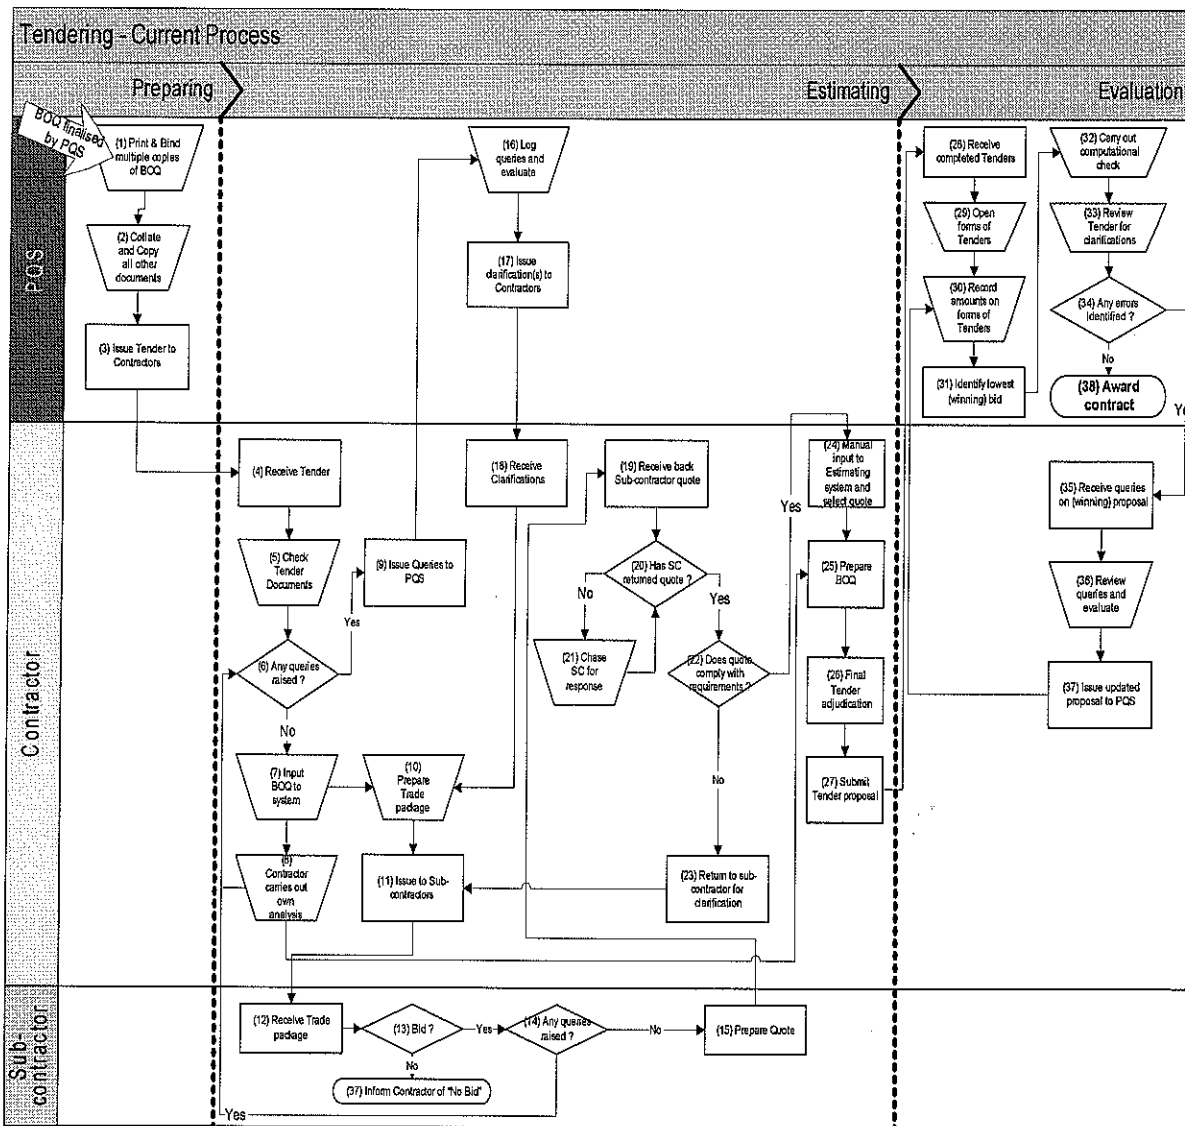 Tendering - Current Process
Preparing
Estimating
Evaluation
BOQ finalised
by PQS
(1) Print & Bind
multiple copies
of BOQ
(2) Collate
and Copy
all other
documents
(3) Issue Tender to
Contractors
(16) Log
queries and
evaluate
(17) Issue
clarification(s) to
Contractors
(28) Receive
completed Tenders
(29) Open
forms of
Tenders
(30) Record
amounts on
forms of
Tenders
(31) Identify lowest
(winning) bid
(32) Carry out
computational
check
(33) Review
Tender for
clarifications
(34) Any errors
identified ?
No
(38) Award
contract
PQS
Contractor
(4) Receive Tender
(5) Check
Tender
Documents
(6) Any queries
raised ?
Yes
No
(7) Input
BOQ to
system
(8)
Contractor
carries out
own
analysis
(9) Issue Queries to
PQS
(10)
Prepare
Trade
package
(11) Issue to Sub-
contractors
(18) Receive
Clarifications
(19) Receive back
Sub-contractor quote
(20) Has SC
returned quote ?
No
Yes
(21) Chase
SC for
response
(22) Does quote
comply with
requirements ?
Yes
No
(23) Return to sub-
contractor for
clarification
(24) Manual
input to
Estimating
system and
select quote
(25) Prepare
BOQ
(26) Final
Tender
adjudication
(27) Submit
Tender proposal
Ye
(35) Receive queries
on (winning) proposal
(36) Review
queries and
evaluate
(37) Issue updated
proposal to PQS
Sub-
contractor
(12) Receive Trade
package
(13) Bid ?
Yes
No
(37) Inform Contractor of "No Bid"
(14) Any queries
raised ?
No
Yes
(15) Prepare Quote